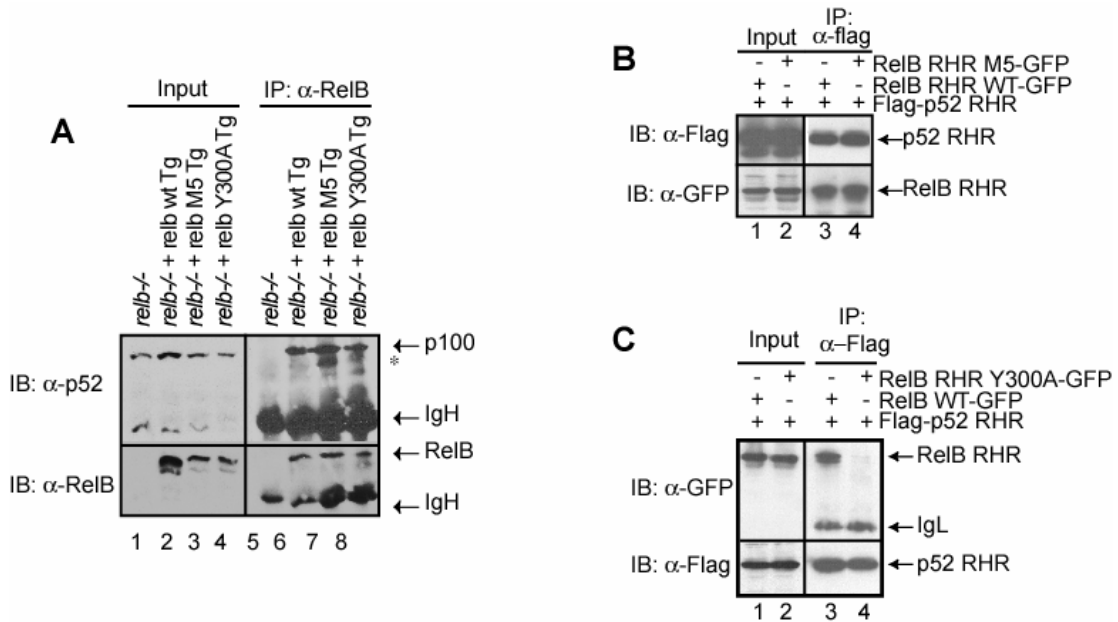 A
Input
IP: α-RelB
relb-/-
relb-/- + relb wt Tg
relb-/- + relb M5 Tg
relb-/- + relb Y300A Tg
relb-/-
relb-/- + relb wt Tg
relb-/- + relb M5 Tg
relb-/- + relb Y300A Tg
IB: α-p52
p100
*
IgH
IB: α-RelB
RelB
IgH
1 2 3 4 5 6 7 8
B
Input
IP:
α-flag
- + - + RelB RHR M5-GFP
+ - + - RelB RHR WT-GFP
+ + + + Flag-p52 RHR
IB: α-Flag
p52 RHR
IB: α-GFP
RelB RHR
1 2 3 4
C
Input
IP:
α–Flag
- + - + RelB RHR Y300A-GFP
+ - + - RelB WT-GFP
+ + + + Flag-p52 RHR
RelB RHR
IB: α-GFP
IgL
IB: α-Flag
p52 RHR
1 2 3 4